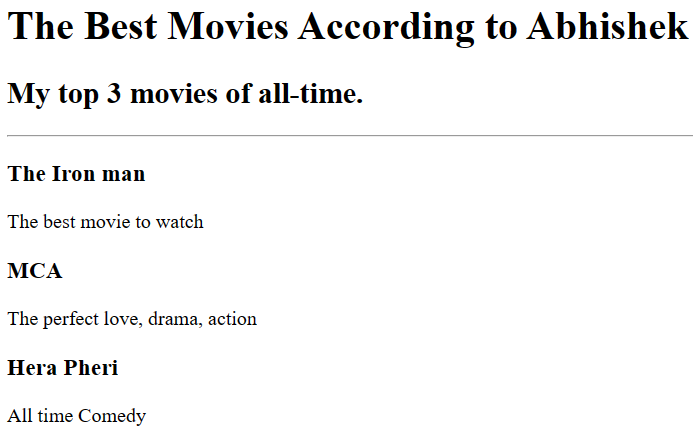 The Best Movies According to Abhishek
My top 3 movies of all-time.
The Iron man
The best movie to watch
MCA
The perfect love, drama, action
Hera Pheri
All time Comedy